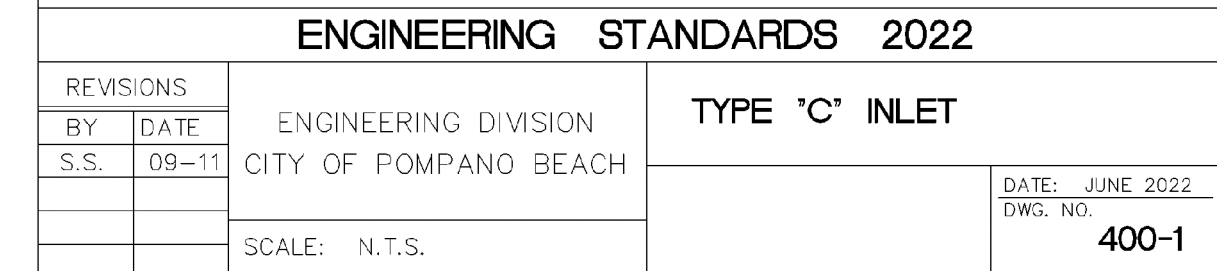 ENGINEERING STANDARDS 2022
REVISIONS
BY DATE
S.S. 09-11
ENGINEERING DIVISION
CITY OF POMPANO BEACH
SCALE: N.T.S.
TYPE "C" INLET
DATE: JUNE 2022
DWG. NO.
400-1